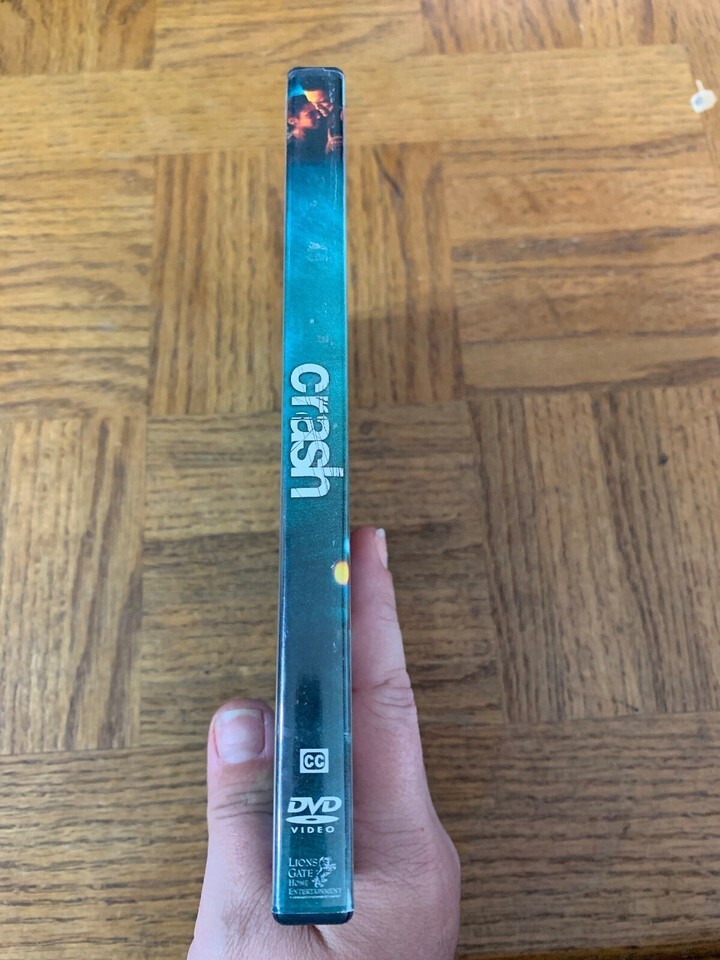 crash
CC
DVD
VIDEO
LIONS
GATE
HOME
ENTERTAINMENT